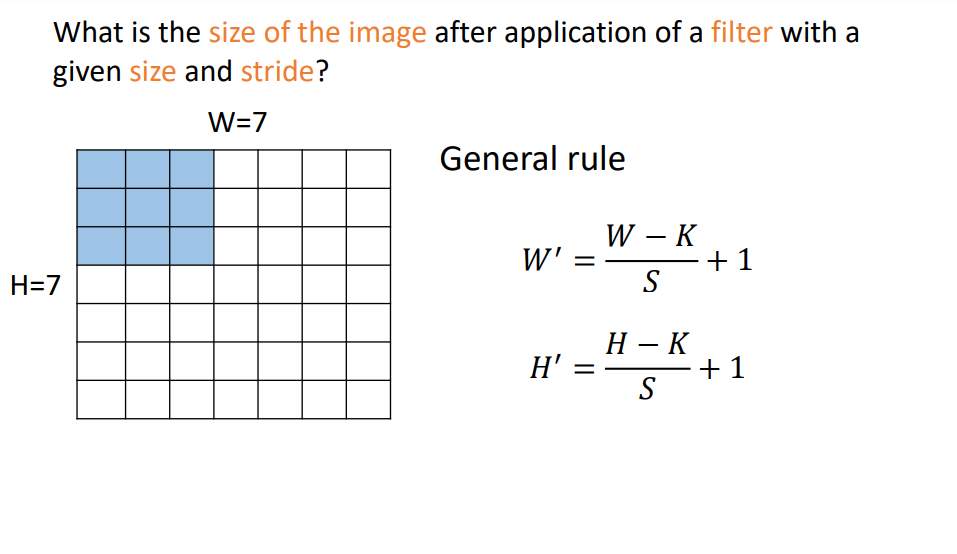 What is the size of the image after application of a filter with a
given size and stride?
W=7
General rule
H=7
W' = (W − K)/S + 1
H' = (H − K)/S + 1